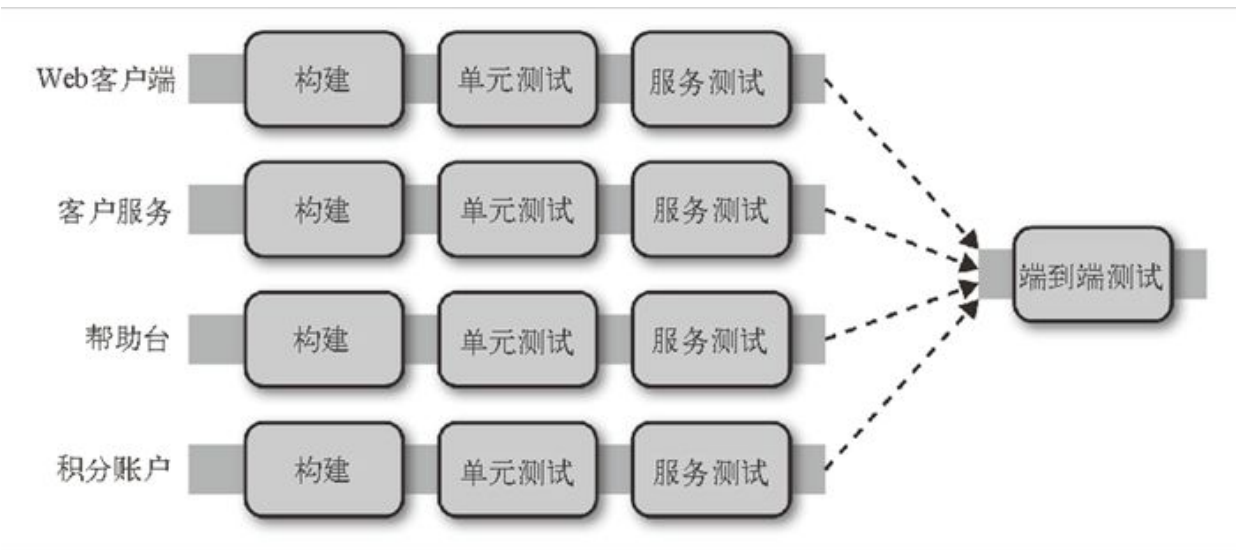 Web客户端 构建 单元测试 服务测试
客户服务 构建 单元测试 服务测试
端到端测试
帮助台 构建 单元测试 服务测试
积分账户 构建 单元测试 服务测试